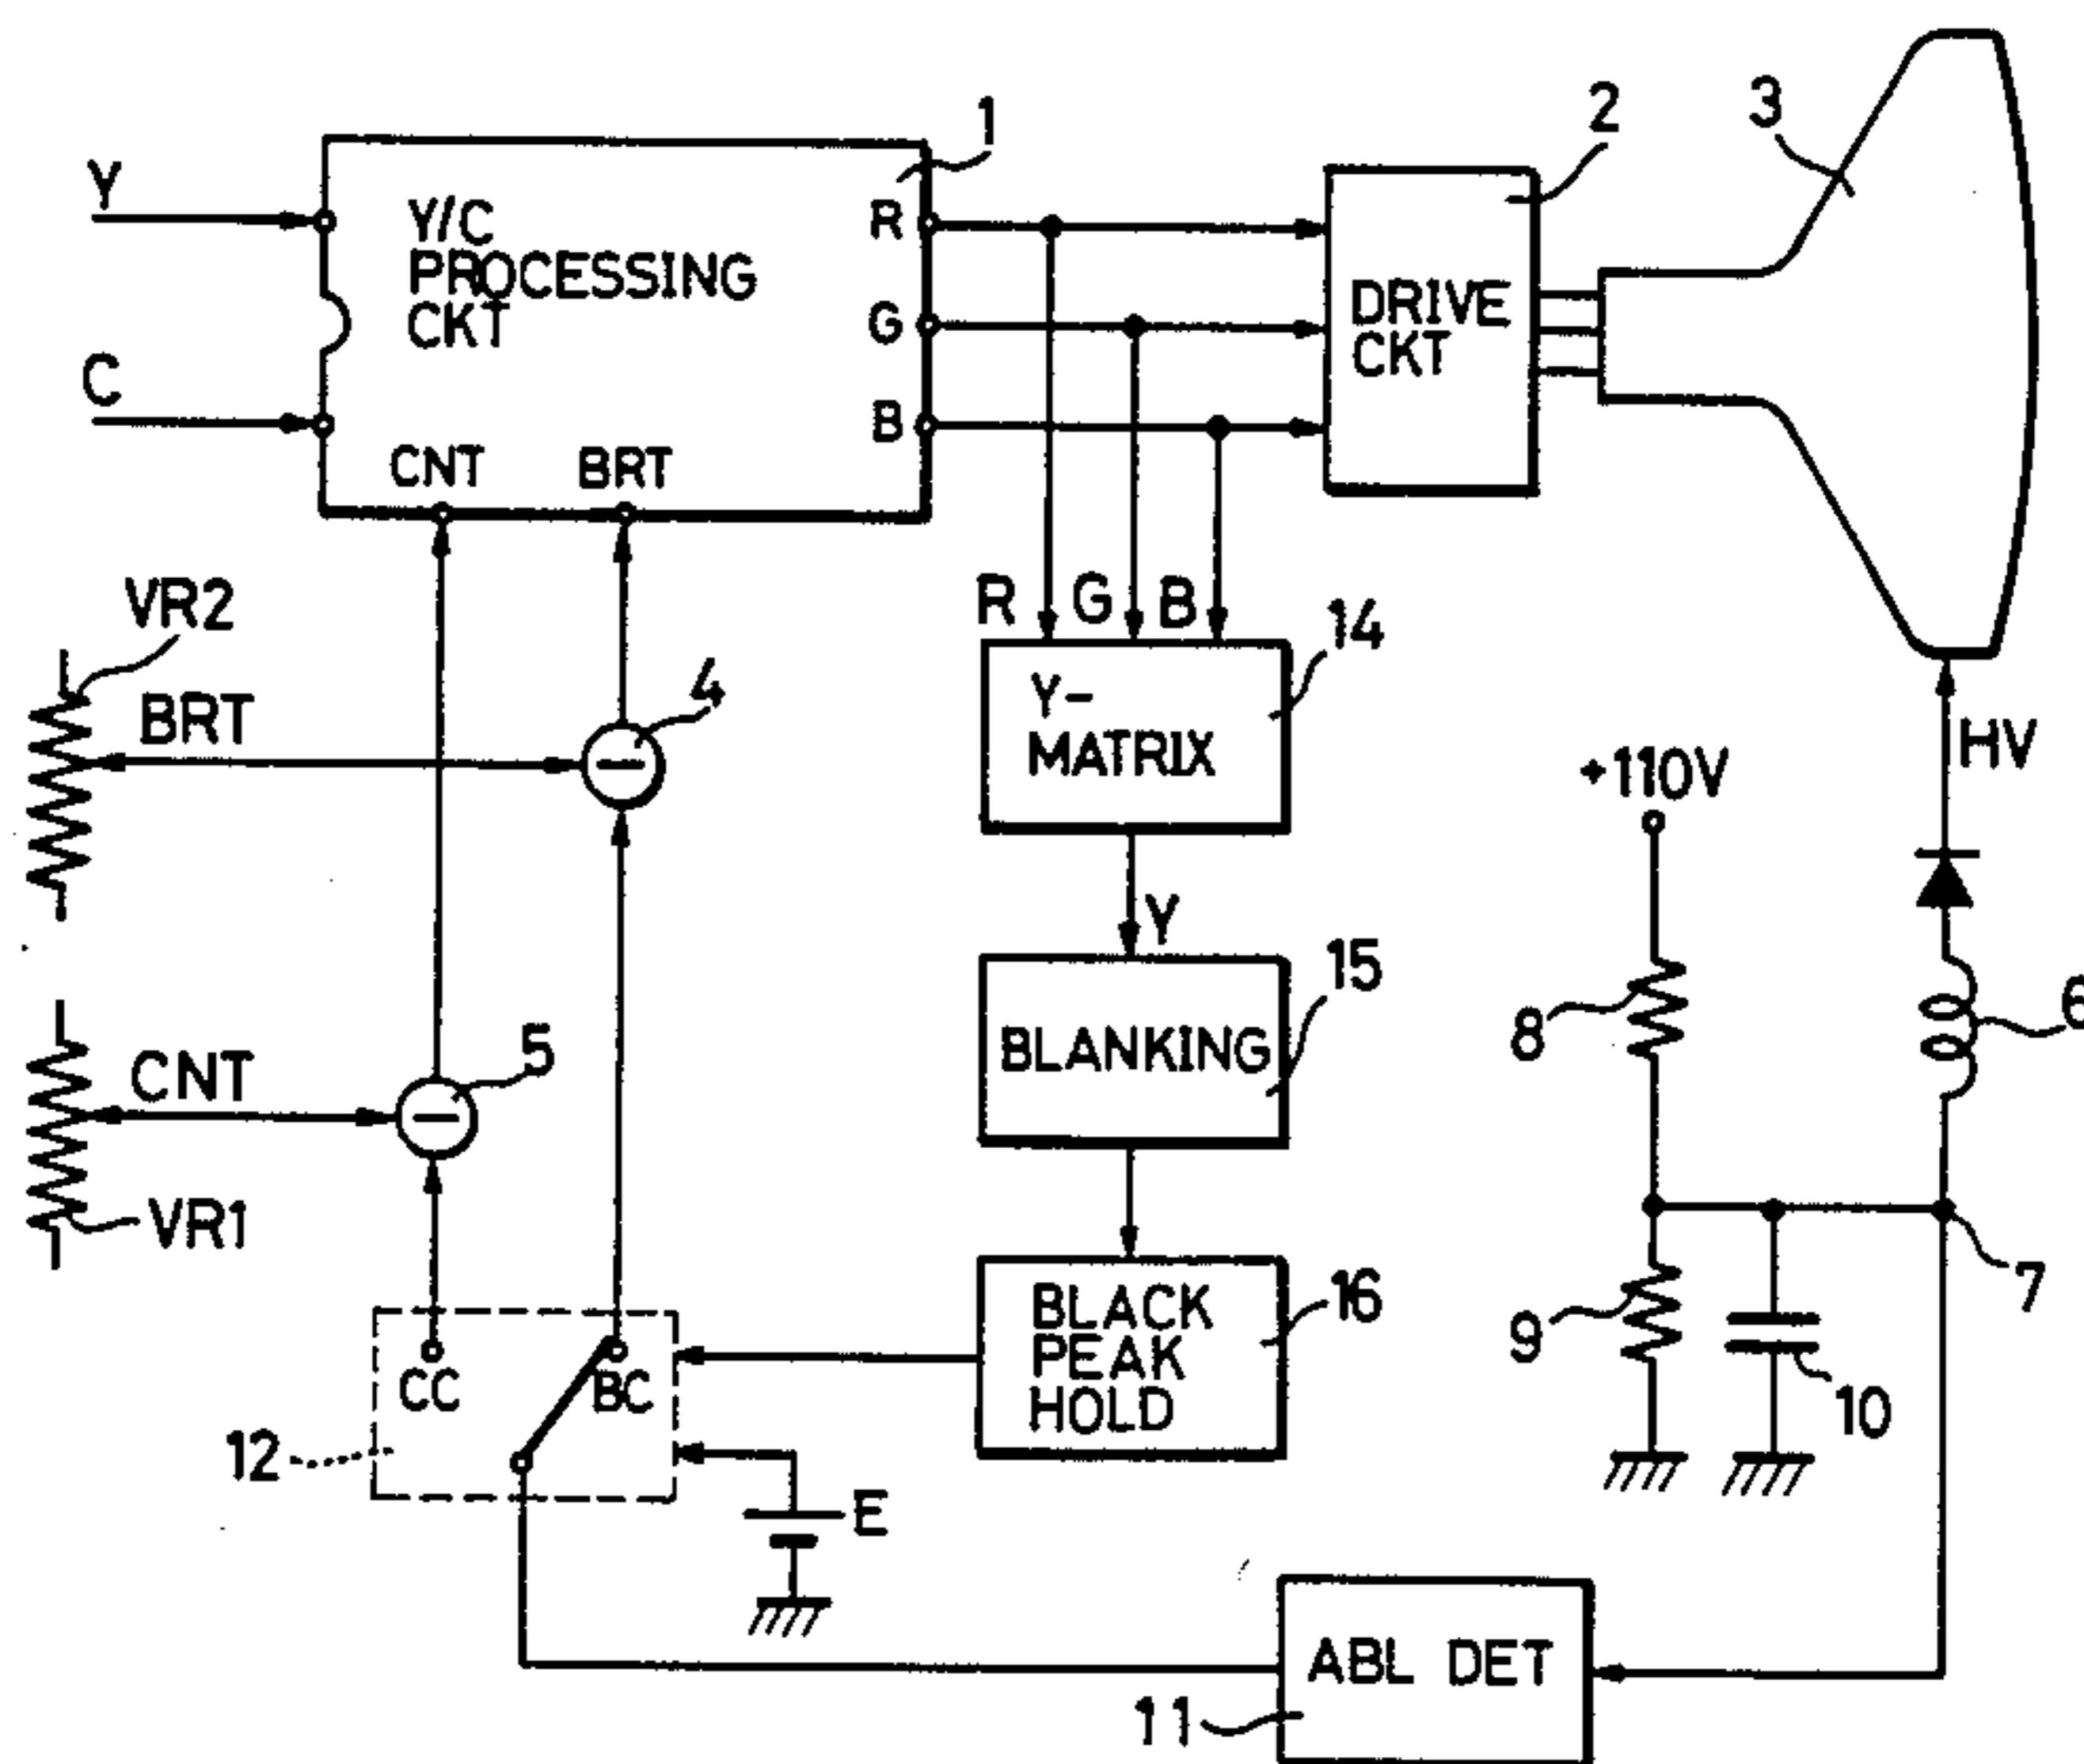 1
2
3
Y
Y/C
PROCESSING
CKT
R
G
B
DRIVE
CKT
C
CNT
BRT
VR2
BRT
4
R
G
B
14
Y-
MATRIX
HV
+110V
Y
15
BLANKING
8
6
CNT
5
VR1
7
16
BLACK
PEAK
HOLD
9
10
CC
BC
12
E
ABL DET
11